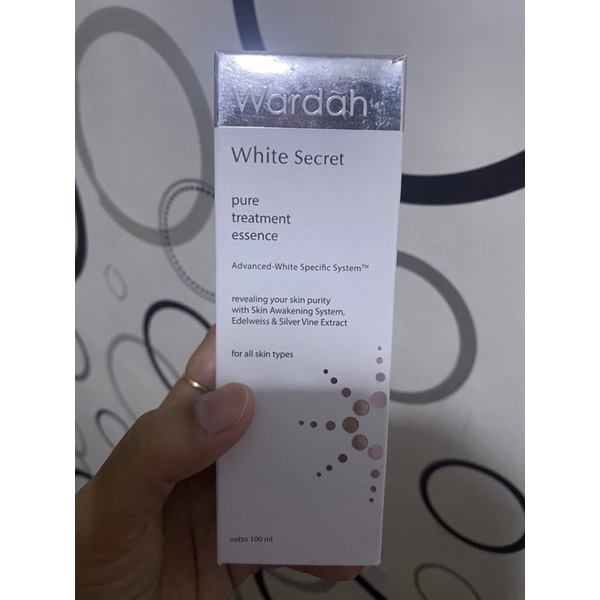 Wardah
White Secret
pure
treatment
essence
Advanced-White Specific System™
revealing your skin purity
with Skin Awakening System,
Edelweiss & Silver Vine Extract
for all skin types
netto 100 ml